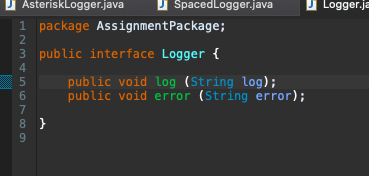 AsteriskLogger.java SpacedLogger.java Logger.ja
1 package AssignmentPackage;
2
3 public interface Logger {
4
5 public void log (String log);
6 public void error (String error);
7
8 }
9